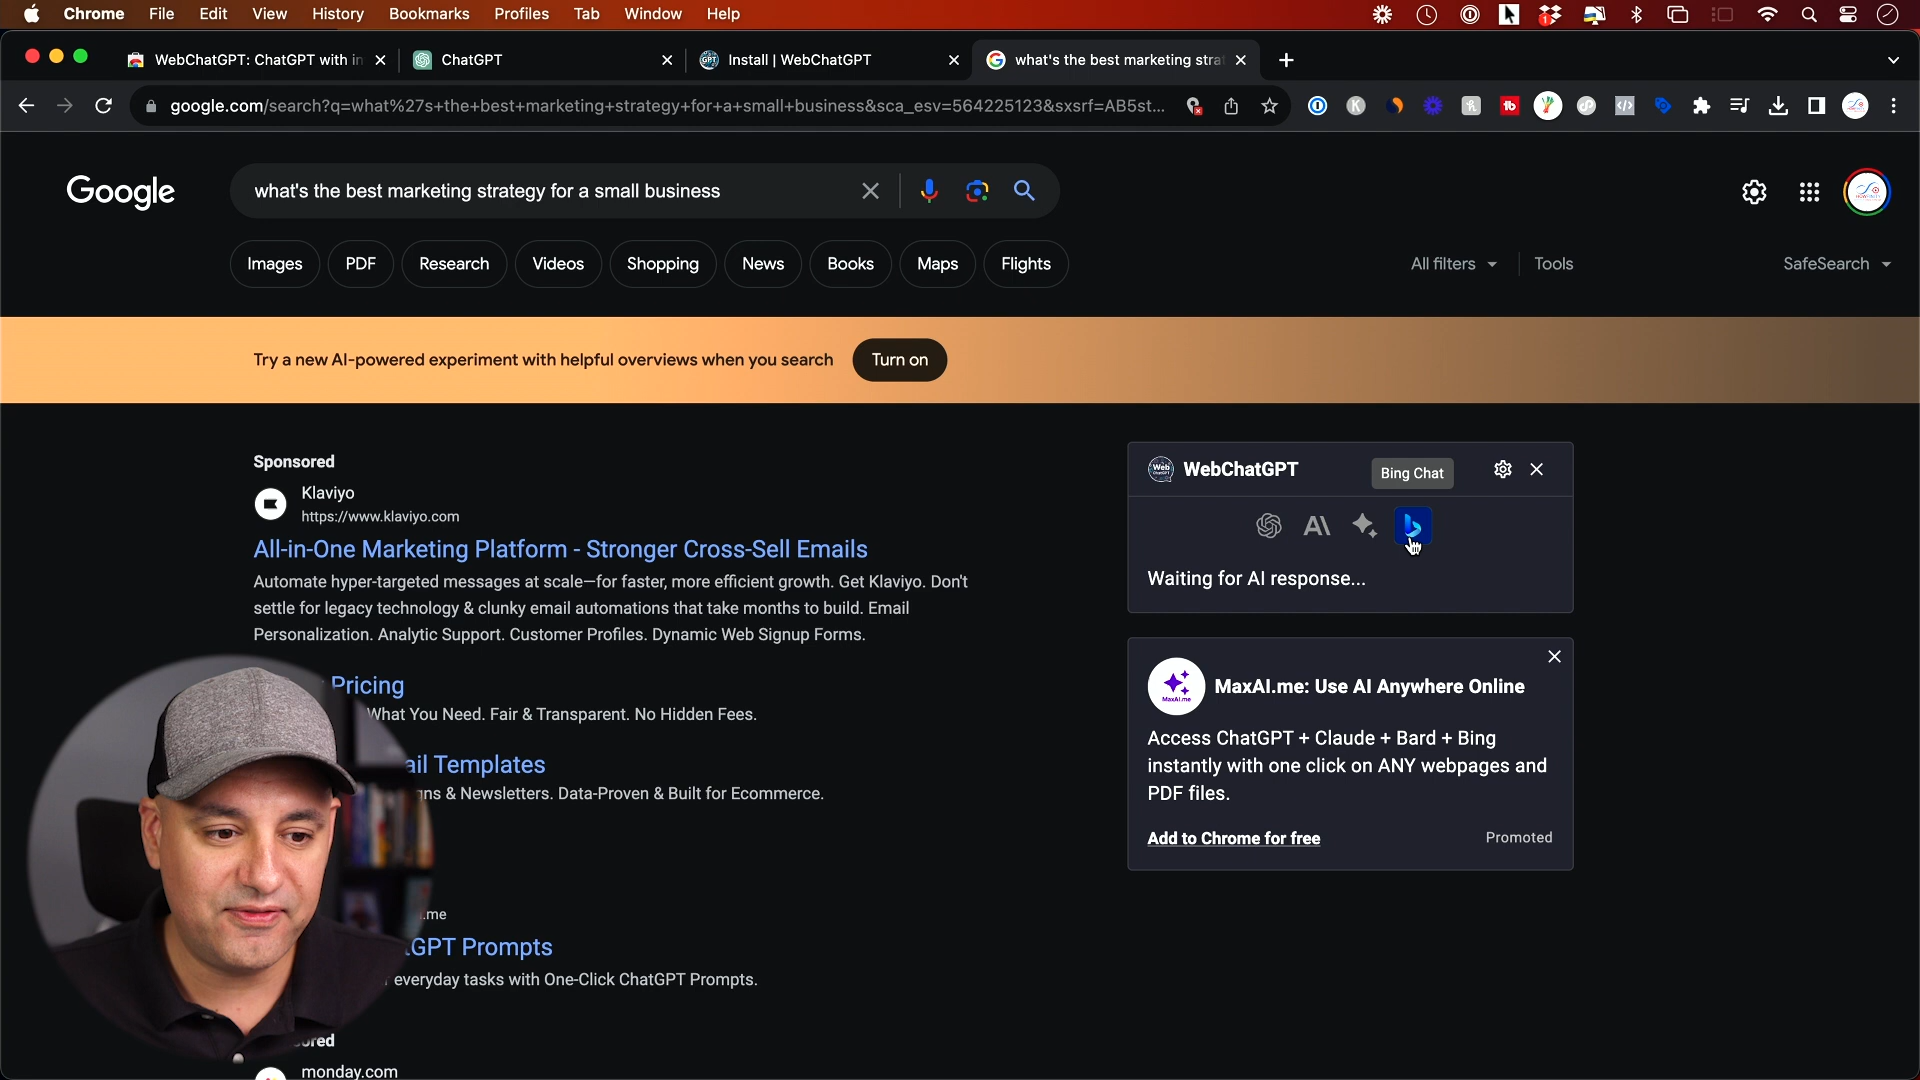 Chrome File Edit View History Bookmarks Profiles Tab Window Help
WebChatGPT: ChatGPT with in
ChatGPT
Install | WebChatGPT
what's the best marketing stra
google.com/search?q=what%27s+the+best+marketing+strategy+for+a+small+business&sca_esv=564225123&sxsrf=AB5st...
Google
what's the best marketing strategy for a small business
Images PDF Research Videos Shopping News Books Maps Flights
All filters Tools SafeSearch
Try a new AI-powered experiment with helpful overviews when you search
Turn on
Sponsored
Klaviyo
https://www.klaviyo.com
All-in-One Marketing Platform - Stronger Cross-Sell Emails
Automate hyper-targeted messages at scale—for faster, more efficient growth. Get Klaviyo. Don't
settle for legacy technology & clunky email automations that take months to build. Email
Personalization. Analytic Support. Customer Profiles. Dynamic Web Signup Forms.
Pricing
What You Need. Fair & Transparent. No Hidden Fees.
ail Templates
ns & Newsletters. Data-Proven & Built for Ecommerce.
.me
GPT Prompts
everyday tasks with One-Click ChatGPT Prompts.
ored
monday.com
WebChatGPT
Bing Chat
Waiting for AI response...
MaxAI.me
MaxAI.me: Use AI Anywhere Online
Access ChatGPT + Claude + Bard + Bing
instantly with one click on ANY webpages and
PDF files.
Add to Chrome for free
Promoted